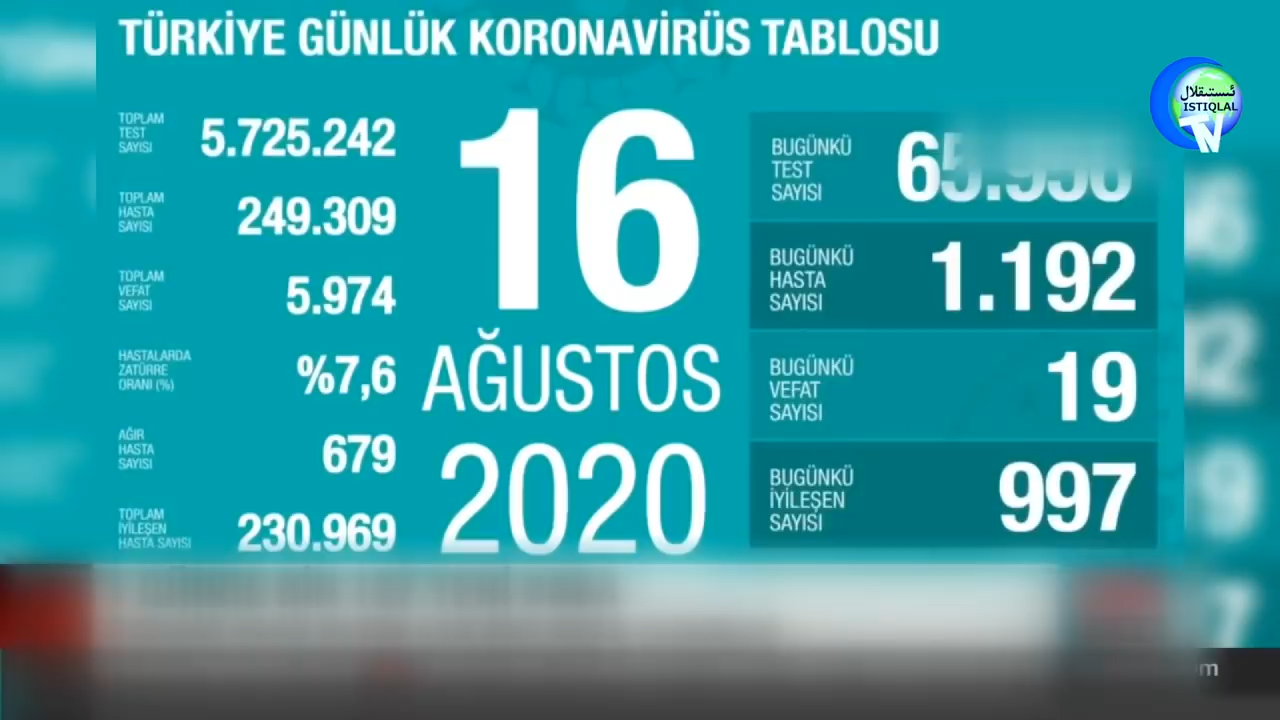 TÜRKİYE GÜNLÜK KORONAVİRÜS TABLOSU
TOPLAM
TEST
SAYISI
5.725.242
TOPLAM
HASTA
SAYISI
249.309
TOPLAM
VEFAT
SAYISI
5.974
HASTALARDA
ZATÜRRE
ORANI (%)
%7,6
AĞIR
HASTA
SAYISI
679
TOPLAM
İYİLEŞEN
HASTA SAYISI
230.969
16
AĞUSTOS
2020
BUGÜNKÜ
TEST
SAYISI
BUGÜNKÜ
HASTA
SAYISI
1.192
BUGÜNKÜ
VEFAT
SAYISI
19
BUGÜNKÜ
İYİLEŞEN
SAYISI
997
ئىستىقلال
ISTIQLAL
TV